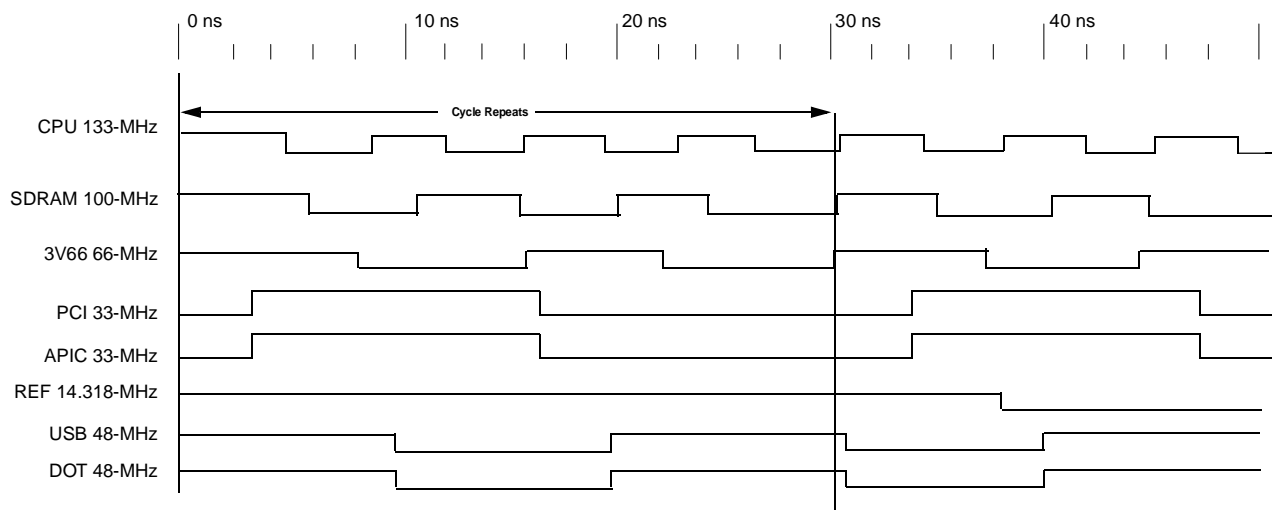 0 ns 10 ns 20 ns 30 ns 40 ns
Cycle Repeats
CPU 133-MHz
SDRAM 100-MHz
3V66 66-MHz
PCI 33-MHz
APIC 33-MHz
REF 14.318-MHz
USB 48-MHz
DOT 48-MHz